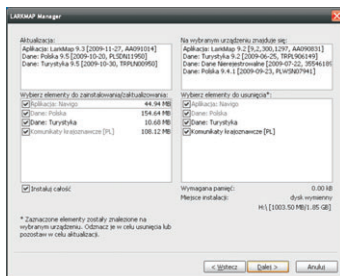 LARKMAP Manager
Aktualizacja:
Aplikacja: LarkMap 9.3 [2009-11-27, AA091014]
Dane: Polska 9.5 [2009-10-20, PLSDN11950]
Dane: Turystyka 9.5 [2009-10-30, TRPLN00950]
Na wybranym urządzeniu znajduje się:
Aplikacja: LarkMap 9.2 [9,2,300,1297, AA090831]
Dane: Turystyka 9.2 [2009-06-25, TRPL906149]
Dane: Dane Nierejestrowalne [2009-07-22,
Dane: Polska 9.4.1 [2009-09-23, PLWSN07941]
Wybierz elementy do zainstalowania/zaktualizowania:
Aplikacja: Navigo 44.94 MB
Dane: Polska 154.64 MB
Dane: Turystyka 10.68 MB
Komunikaty krajoznawcze [PL] 108.12 MB
Wybierz elementy do usunięcia*:
Aplikacja: Navigo
Dane: Polska
Dane: Turystyka
Komunikaty krajoznawcze [PL]
Instaluj całość
Wymagana pamięć: 0.00 kB
Miejsce instalacji: dysk wymienny
H:\ [1003.50 MB/1.85 GB]
* Zaznaczone elementy zostały znalezione na
wybranym urządzeniu. Odznacz je w celu usunięcia lub
pozostaw w celu aktualizacji.
< Wstecz
Dalej >
Anuluj